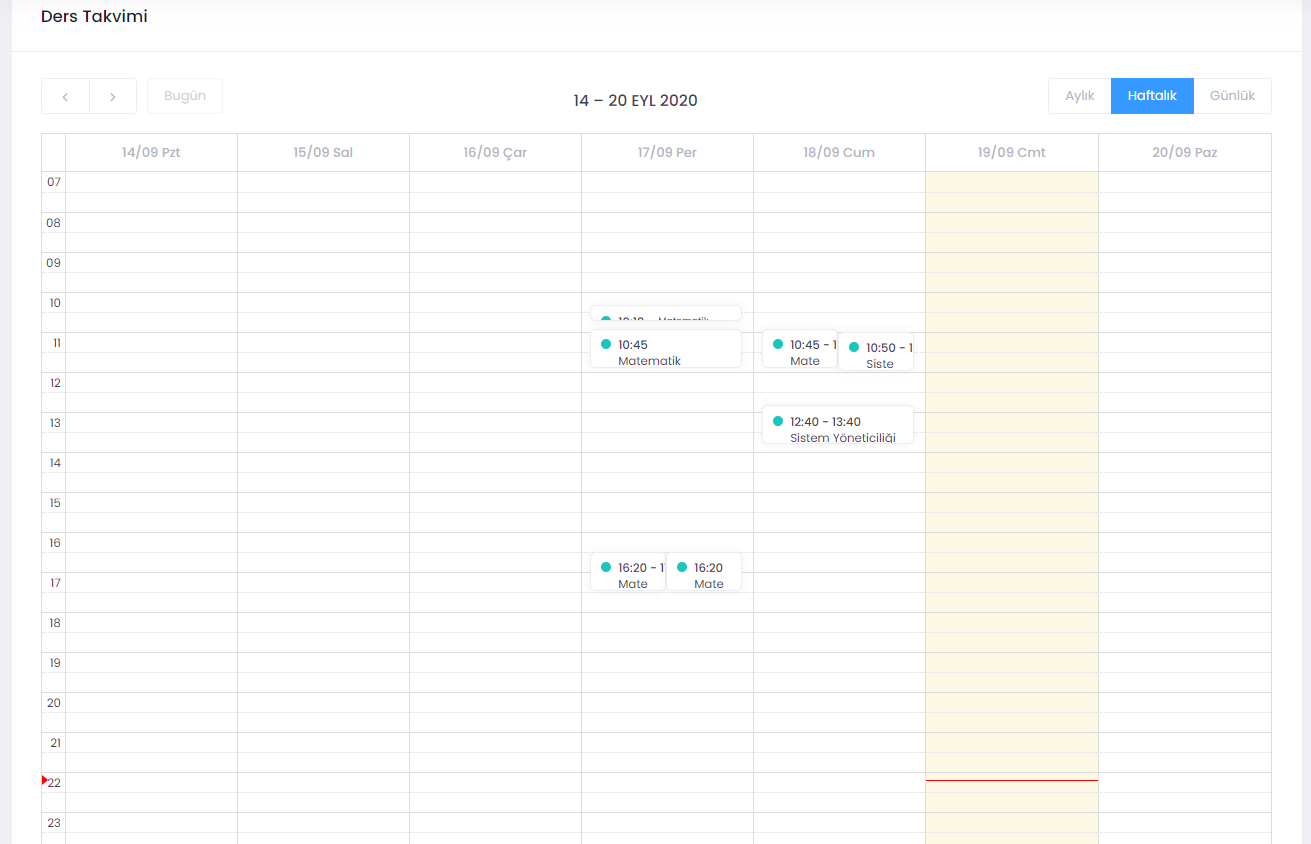 Ders Takvimi
Bugün
14 – 20 EYL 2020
Aylık Haftalık Günlük
14/09 Pzt 15/09 Sal 16/09 Çar 17/09 Per 18/09 Cum 19/09 Cmt 20/09 Paz
07
08
09
10
Matematik
11
10:45
Matematik
10:45 - 1
Mate
10:50 - 1
Siste
12
13
12:40 - 13:40
Sistem Yöneticiliği
14
15
16
16:20 - 1
Mate
16:20
Mate
17
18
19
20
21
22
23